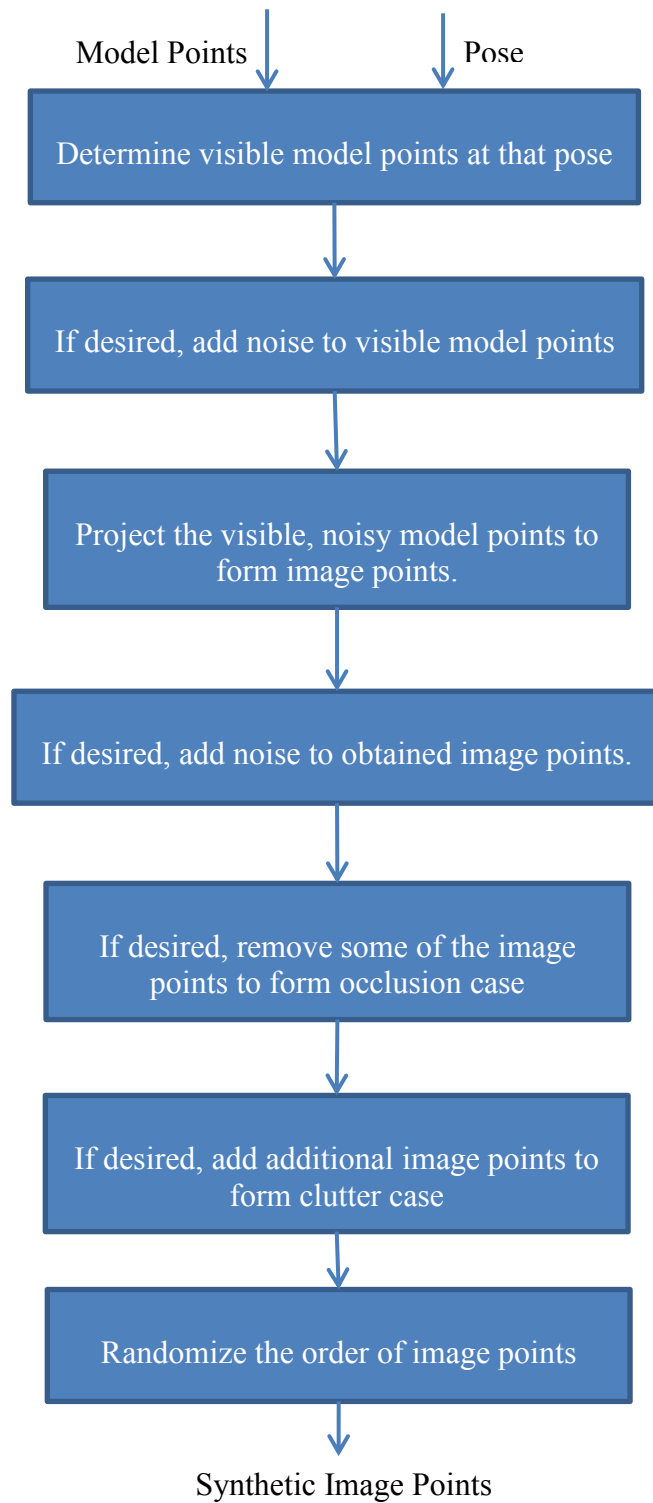 Model Points
Pose
Determine visible model points at that pose
If desired, add noise to visible model points
Project the visible, noisy model points to
form image points.
If desired, add noise to obtained image points.
If desired, remove some of the image
points to form occlusion case
If desired, add additional image points to
form clutter case
Randomize the order of image points
Synthetic Image Points